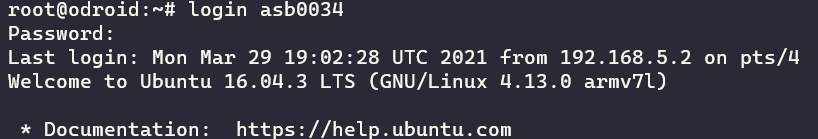 root@odroid:~# login asb0034
Password:
Last login: Mon Mar 29 19:02:28 UTC 2021 from 192.168.5.2 on pts/4
Welcome to Ubuntu 16.04.3 LTS (GNU/Linux 4.13.0 armv7l)
* Documentation:  https://help.ubuntu.com